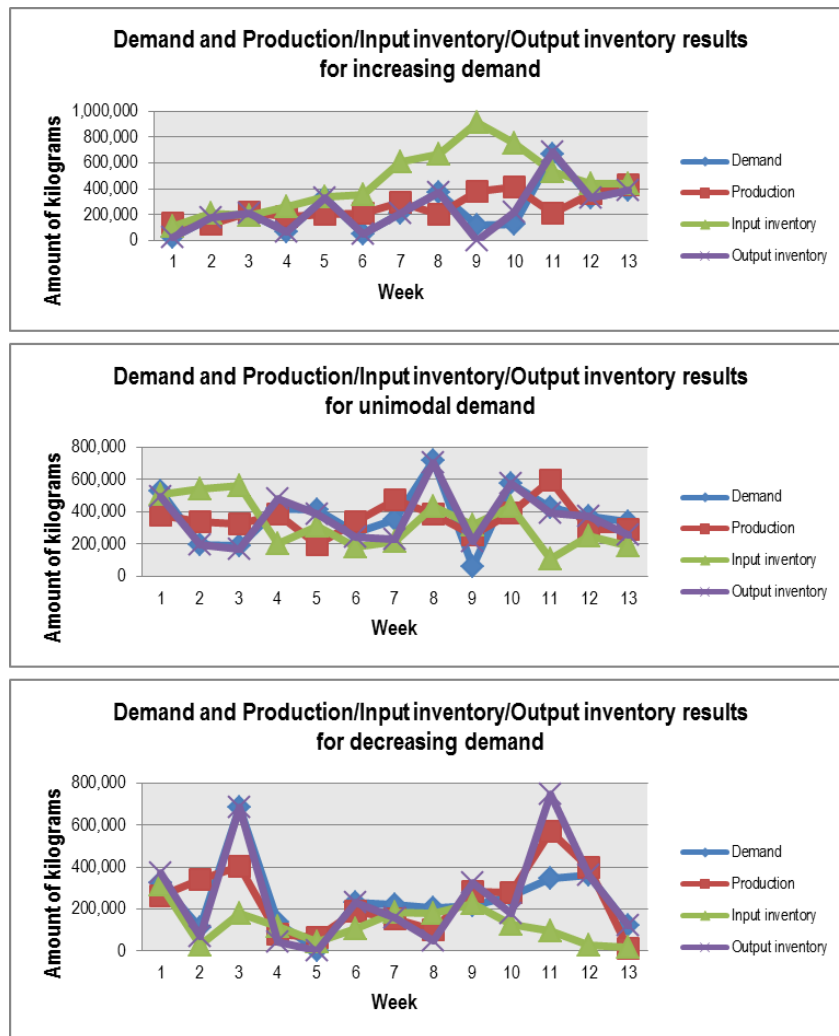 Demand and Production/Input inventory/Output inventory results
for increasing demand
Amount of kilograms
1,000,000
800,000
600,000
400,000
200,000
0
1 2 3 4 5 6 7 8 9 10 11 12 13
Week
Demand
Production
Input inventory
Output inventory
Demand and Production/Input inventory/Output inventory results
for unimodal demand
Amount of kilograms
800,000
600,000
400,000
200,000
0
1 2 3 4 5 6 7 8 9 10 11 12 13
Week
Demand
Production
Input inventory
Output inventory
Demand and Production/Input inventory/Output inventory results
for decreasing demand
Amount of kilograms
800,000
600,000
400,000
200,000
0
1 2 3 4 5 6 7 8 9 10 11 12 13
Week
Demand
Production
Input inventory
Output inventory